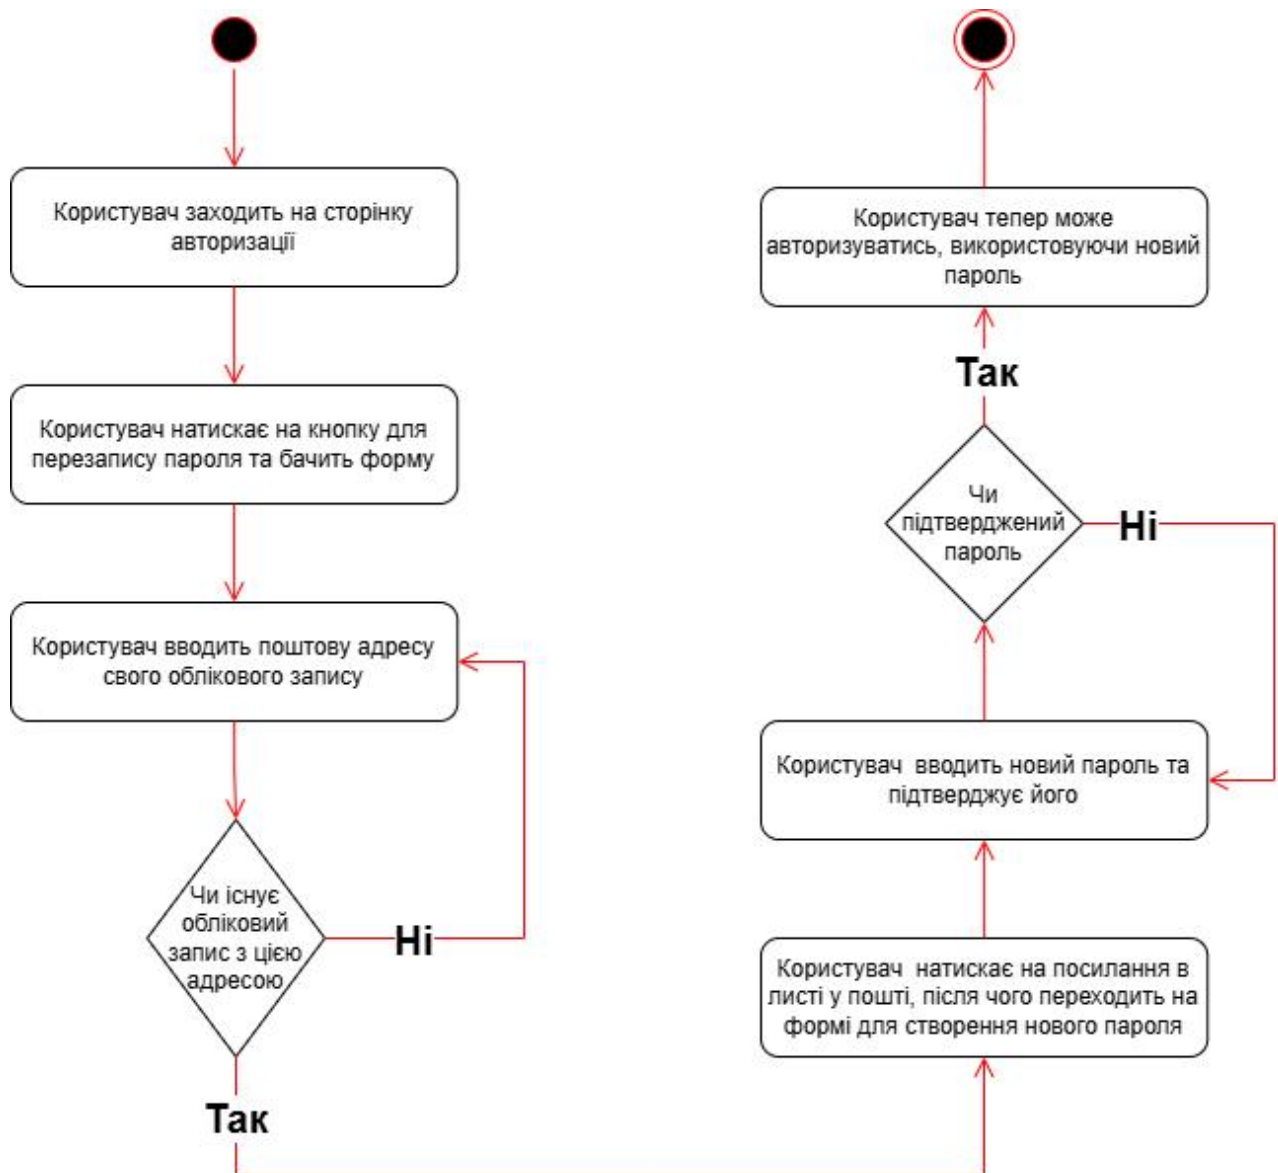 Користувач заходить на сторінку
авторизації
Користувач натискає на кнопку для
перезапису пароля та бачить форму
Користувач вводить поштову адресу
свого облікового запису
Чи існує
обліковий
запис з цією
адресою
Ні
Так
Користувач натискає на посилання в
листі у пошті, після чого переходить на
формі для створення нового пароля
Користувач вводить новий пароль та
підтверджує його
Чи
підтверджений
пароль
Ні
Так
Користувач тепер може
авторизуватись, використовуючи новий
пароль